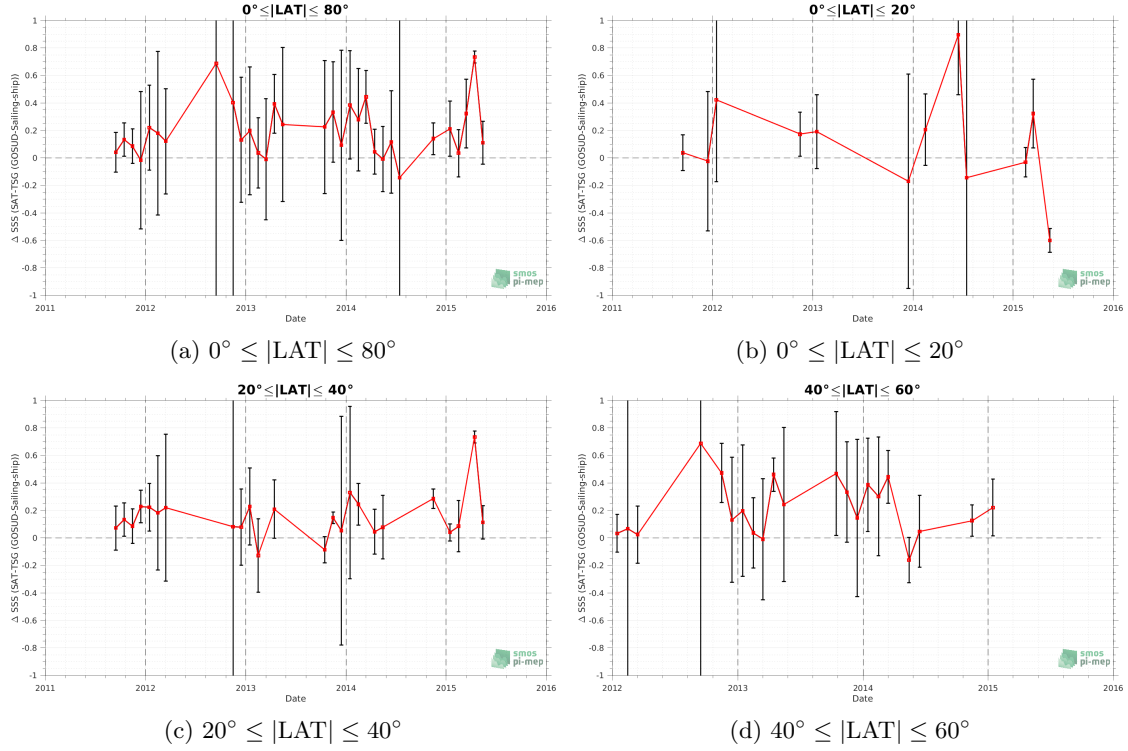 0°≤|LAT|≤ 80°
1
0.8
0.6
0.4
0.2
0
-0.2
-0.4
-0.6
-0.8
-1
Δ SSS (SAT-TSG (GOSUD-Sailing-ship))
2011 2012 2013 2014 2015 2016
Date
smos
pi-mep
(a) 0° ≤ |LAT| ≤ 80°
0°≤|LAT|≤ 20°
1
0.8
0.6
0.4
0.2
0
-0.2
-0.4
-0.6
-0.8
-1
Δ SSS (SAT-TSG (GOSUD-Sailing-ship))
2011 2012 2013 2014 2015 2016
Date
smos
pi-mep
(b) 0° ≤ |LAT| ≤ 20°
20°≤|LAT|≤ 40°
1
0.8
0.6
0.4
0.2
0
-0.2
-0.4
-0.6
-0.8
-1
Δ SSS (SAT-TSG (GOSUD-Sailing-ship))
2011 2012 2013 2014 2015 2016
Date
smos
pi-mep
(c) 20° ≤ |LAT| ≤ 40°
40°≤|LAT|≤ 60°
1
0.8
0.6
0.4
0.2
0
-0.2
-0.4
-0.6
-0.8
-1
Δ SSS (SAT-TSG (GOSUD-Sailing-ship))
2012 2013 2014 2015 2016
Date
smos
pi-mep
(d) 40° ≤ |LAT| ≤ 60°